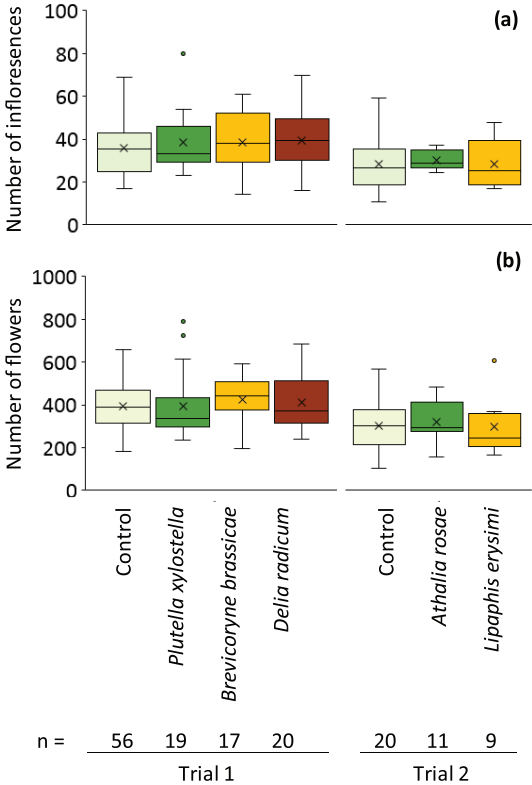 (a)
Number of infloresences
100
80
60
40
20
0
(b)
Number of flowers
1000
800
600
400
200
0
Control
Plutella xylostella
Brevicoryne brassicae
Delia radicum
Control
Athalia rosae
Lipaphis erysimi
n = 56 19 17 20 20 11 9
Trial 1 Trial 2